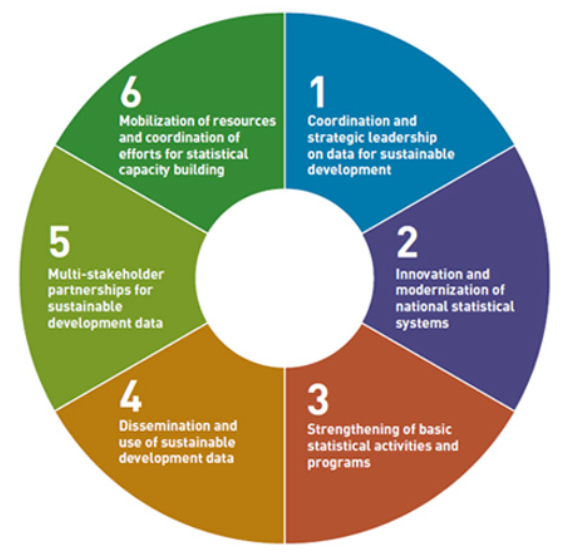 1
Coordination and
strategic leadership
on data for sustainable
development
2
Innovation and
modernization of
national statistical
systems
3
Strengthening of basic
statistical activities and
programs
4
Dissemination and
use of sustainable
development data
5
Multi-stakeholder
partnerships for
sustainable
development data
6
Mobilization of resources
and coordination of
efforts for statistical
capacity building